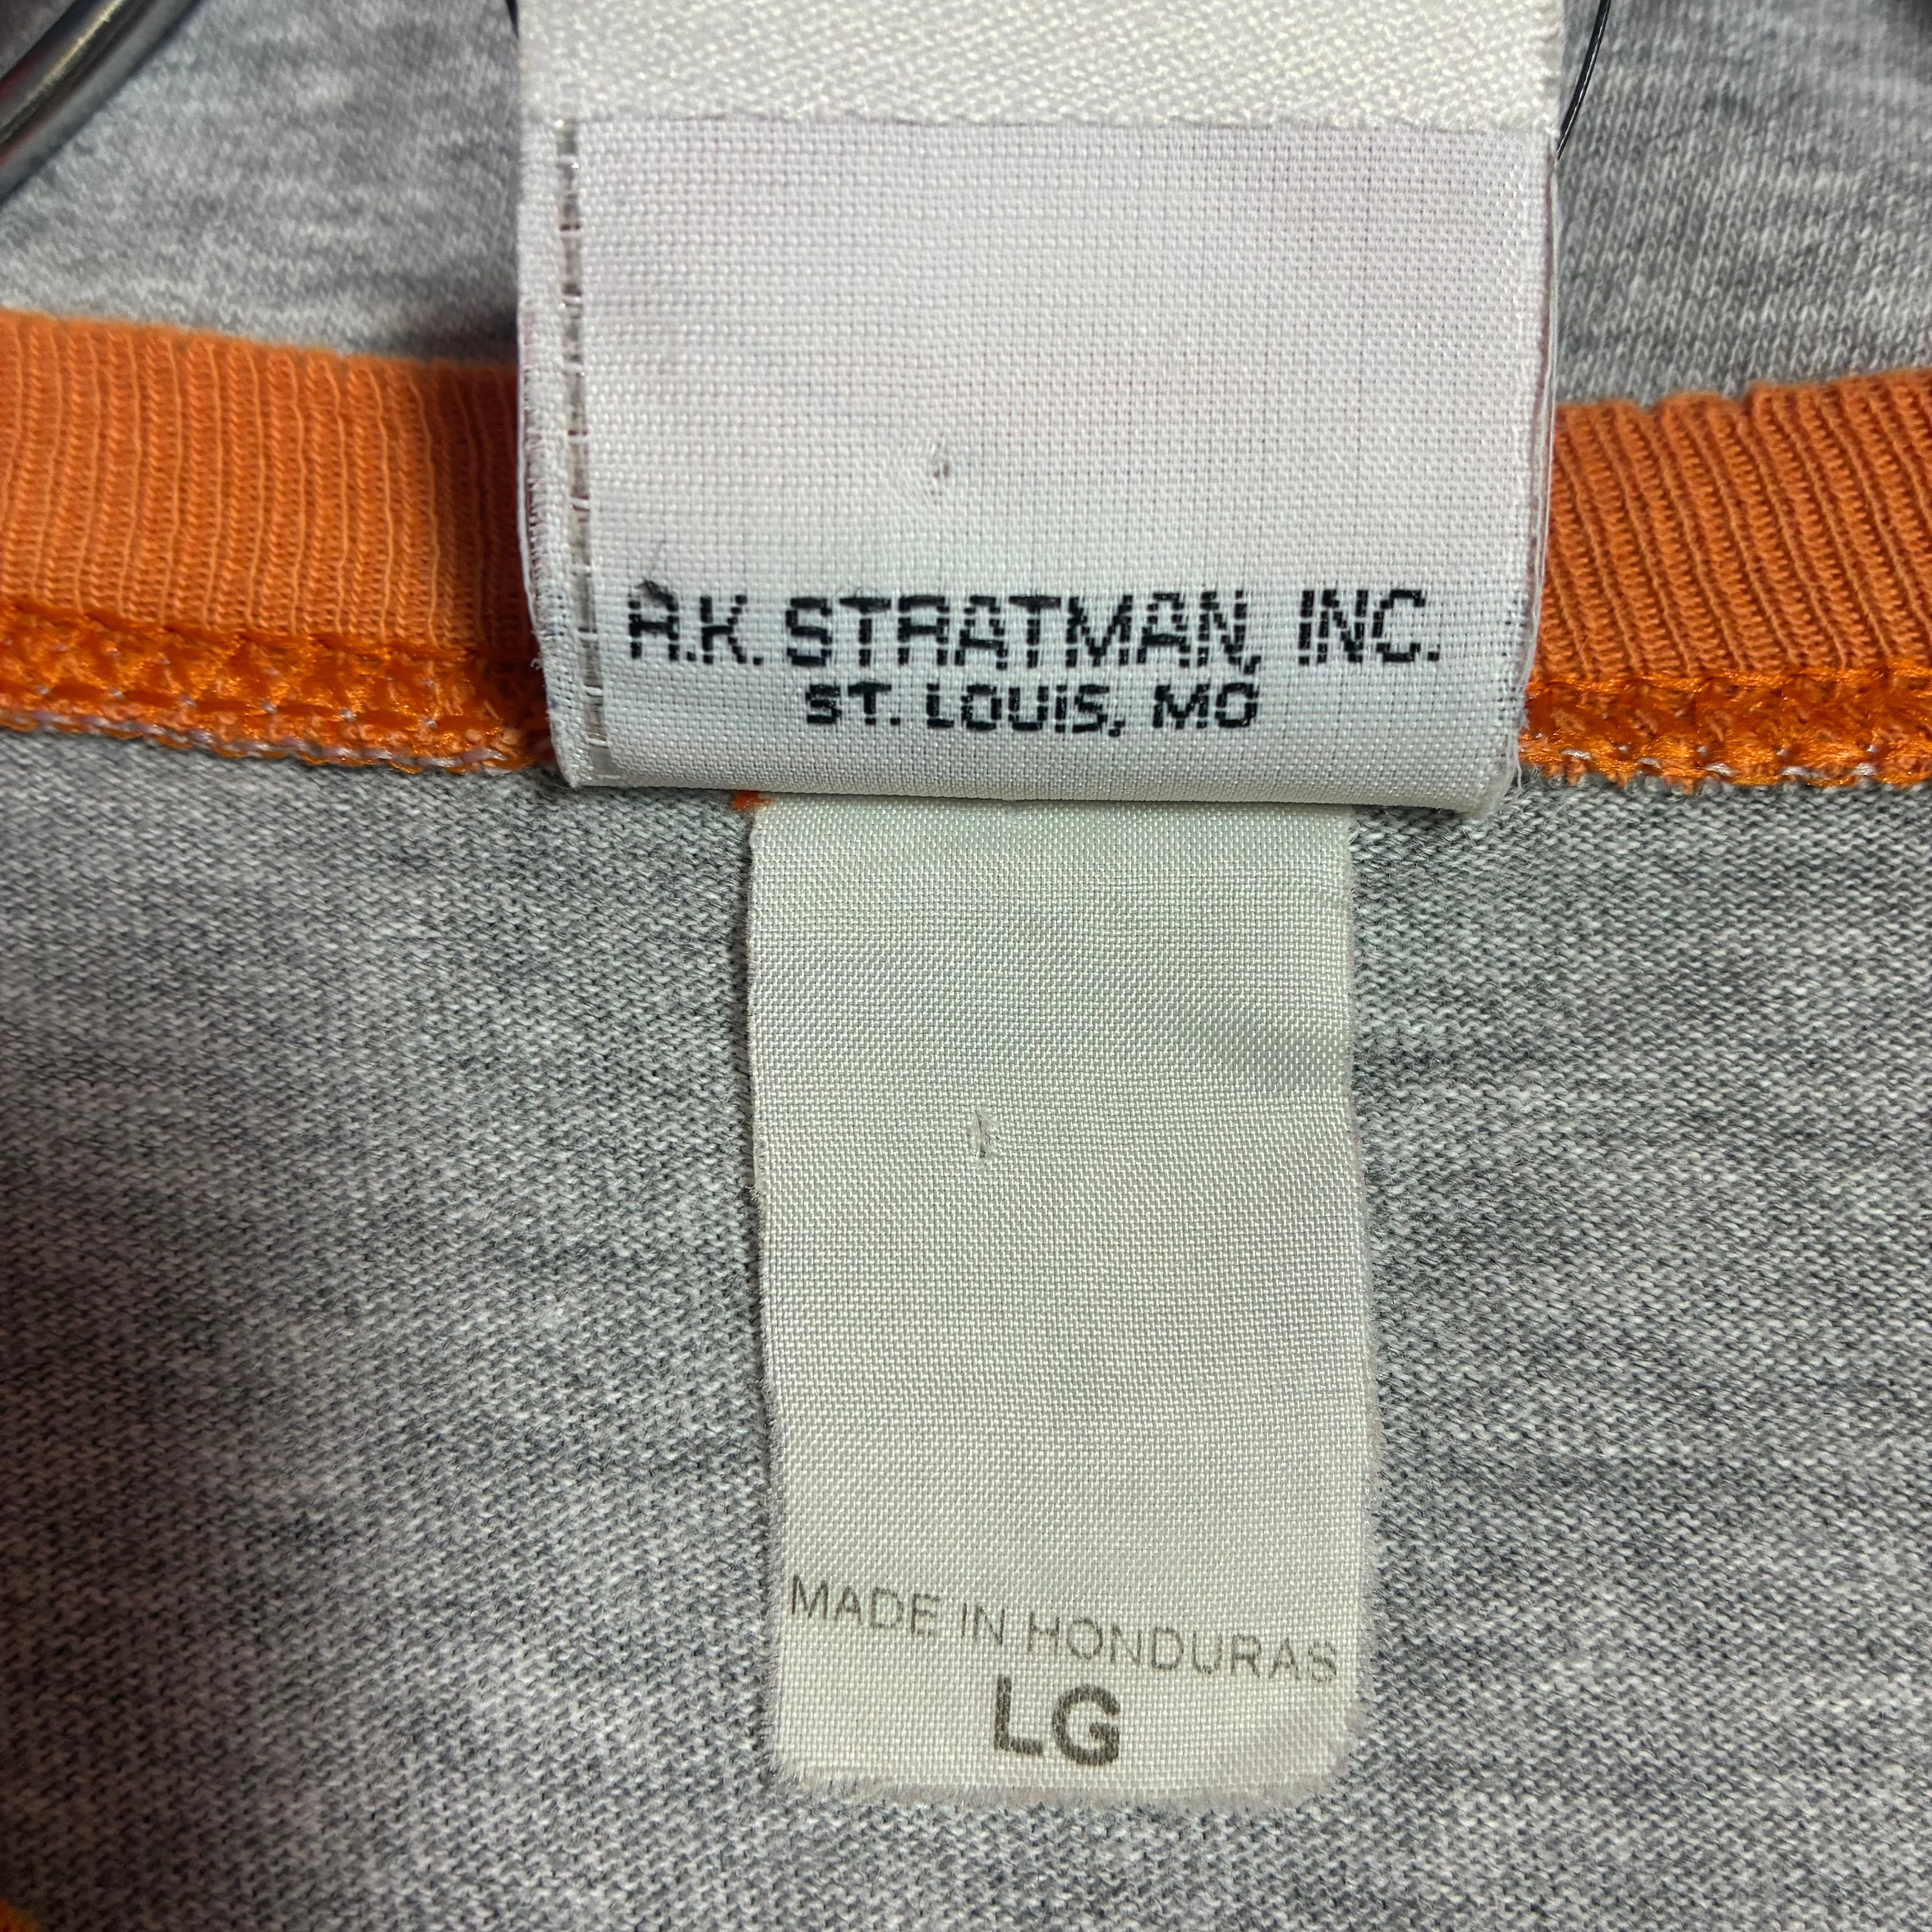 R.K. STRATMAN, INC.
ST. LOUIS, MO
MADE IN HONDURAS
LG